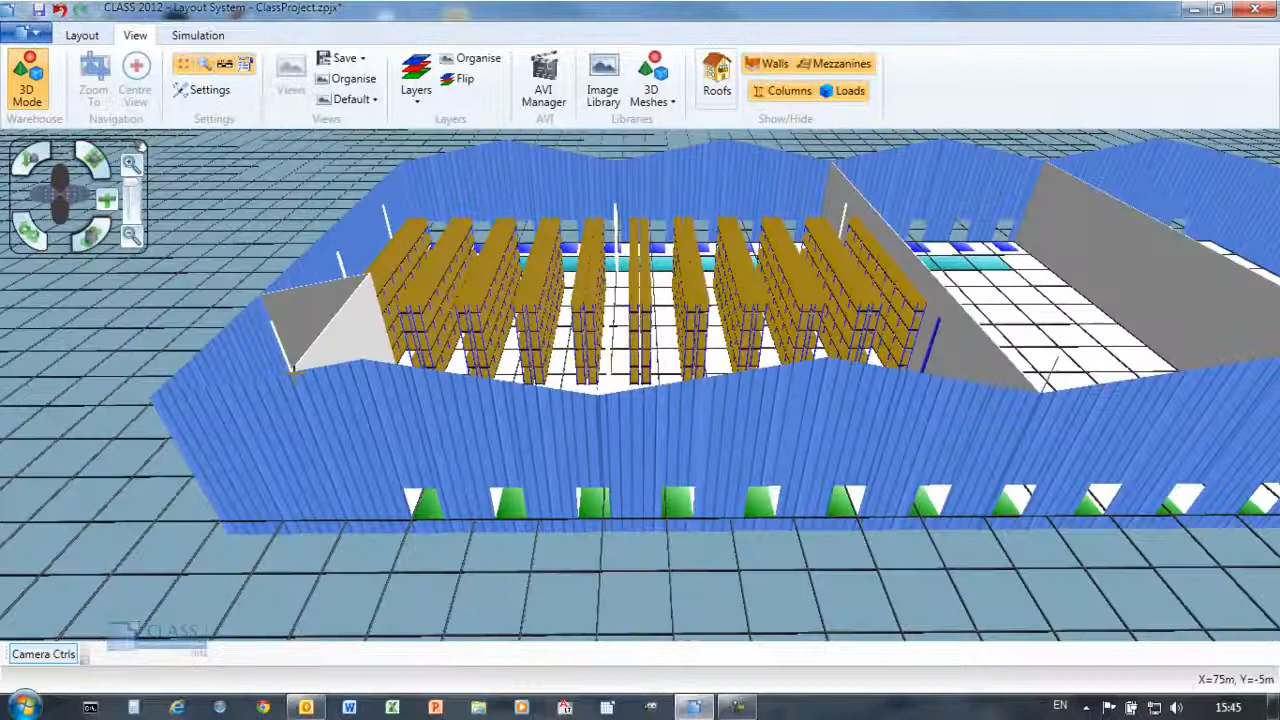 CLASS 2012 - Layout System - ClassProject.zpjx*
Layout View Simulation
3D Mode
Warehouse
Zoom To
Centre View
Navigation
Settings
Settings
Views
Save
Organise
Default
Views
Layers
Organise
Flip
Layers
AVI Manager
AVI
Image Library
3D Meshes
Libraries
Roofs
Walls
Mezzanines
Columns
Loads
Show/Hide
CLASS
Camera Ctrls
X=75m, Y=-5m
EN
15:45